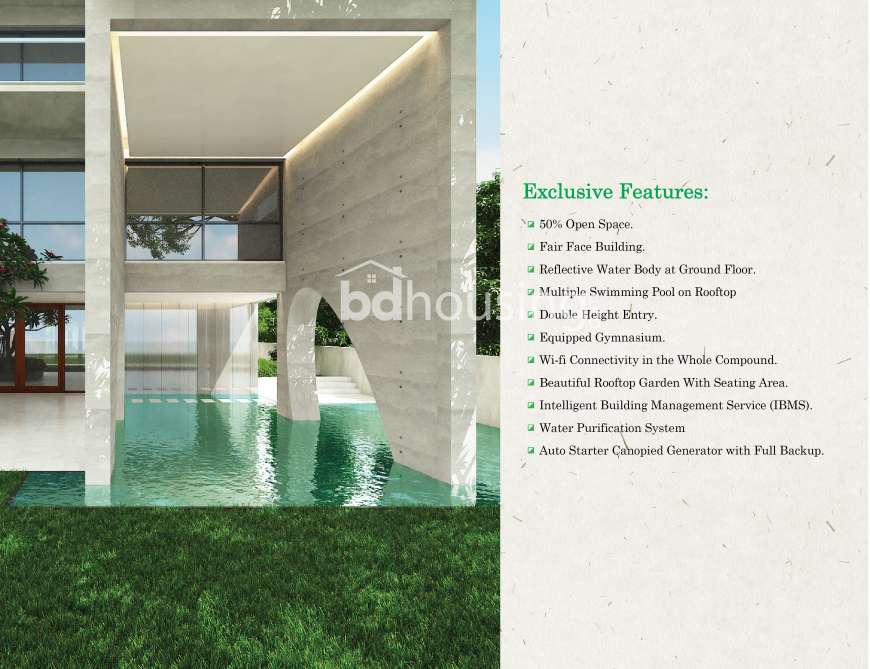 Exclusive Features:
50% Open Space.
Fair Face Building.
Reflective Water Body at Ground Floor.
Multiple Swimming Pool on Rooftop
Double Height Entry.
Equipped Gymnasium.
Wi-fi Connectivity in the Whole Compound.
Beautiful Rooftop Garden With Seating Area.
Intelligent Building Management Service (IBMS).
Water Purification System
Auto Starter Canopied Generator with Full Backup.
bdhousing